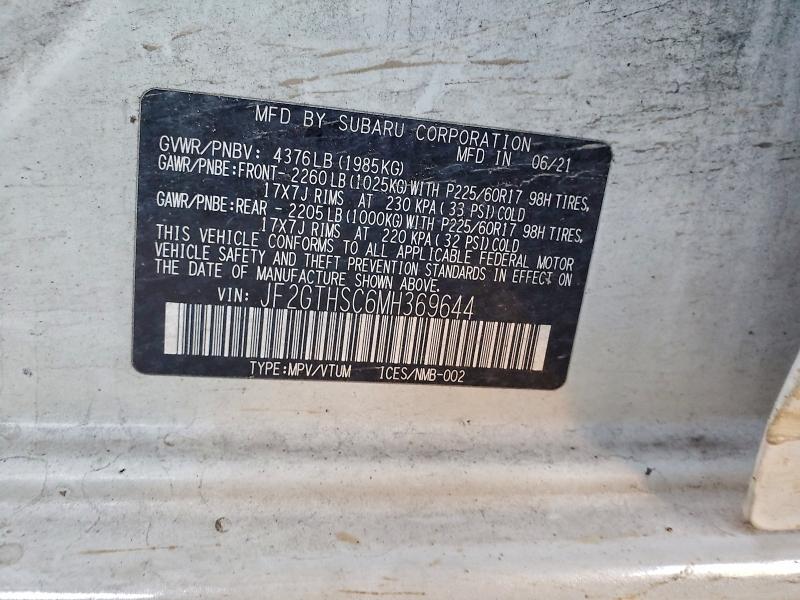 MFD BY SUBARU CORPORATION
GVWR/PNBV: 4376LB(1985KG) MFD IN 06/21
GAWR/PNBE:FRONT- 2260LB(1025KG)WITH P225/60R17 98H TIRES,
17X7J RIMS AT 230 KPA(33 PSI)COLD
GAWR/PNBE:REAR - 2205LB(1000KG)WITH P225/60R17 98H TIRES,
17X7J RIMS AT 220 KPA(32 PSI)COLD
THIS VEHICLE CONFORMS TO ALL APPLICABLE FEDERAL MOTOR
VEHICLE SAFETY AND THEFT PREVENTION STANDARDS IN EFFECT ON
THE DATE OF MANUFACTURE SHOWN ABOVE.
VIN: JF2GTHSC6MH369644
TYPE:MPV/VTUM ICES/NMB-002